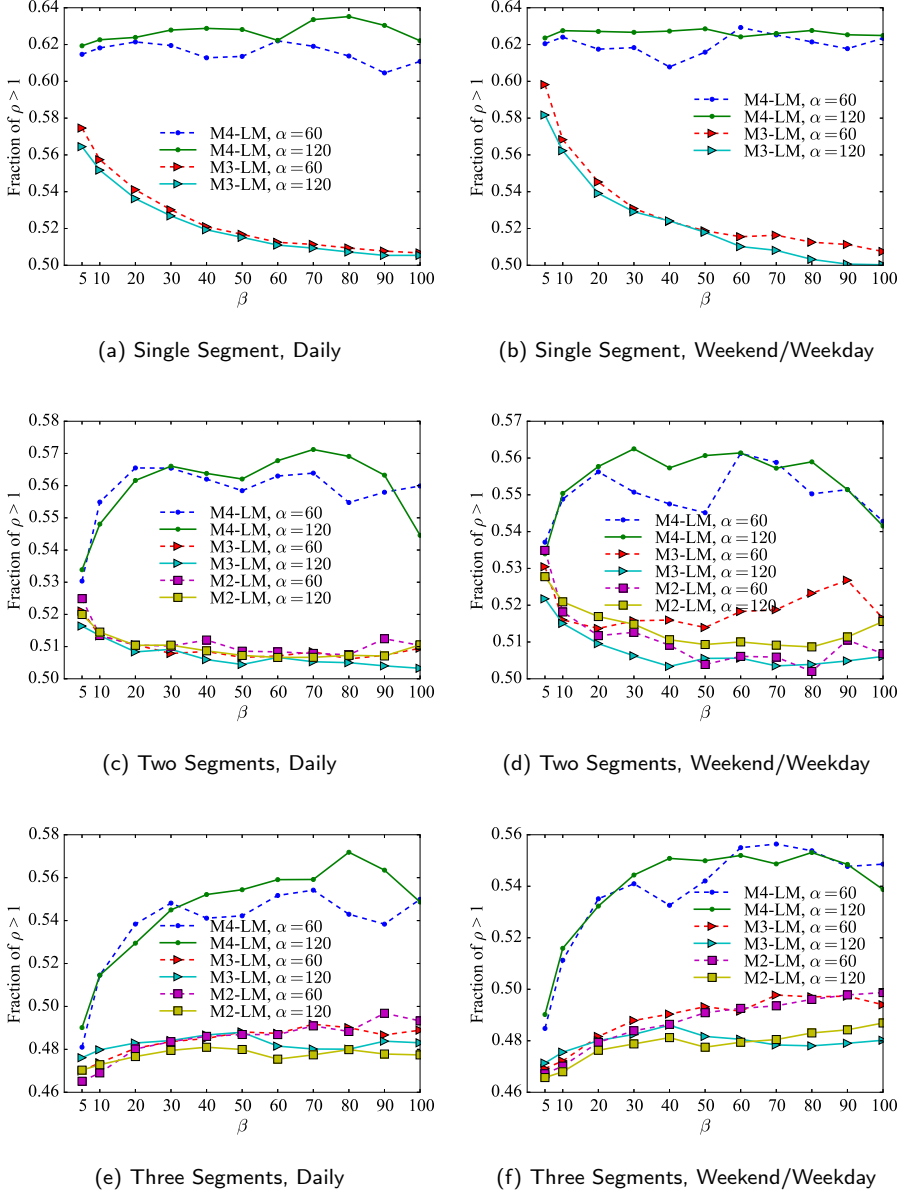 0.64
0.62
0.60
0.58
0.56
0.54
0.52
0.50
Fraction of ρ > 1
M4-LM, α=60
M4-LM, α=120
M3-LM, α=60
M3-LM, α=120
5 10 20 30 40 50 60 70 80 90 100
β
(a) Single Segment, Daily
0.64
0.62
0.60
0.58
0.56
0.54
0.52
0.50
Fraction of ρ > 1
M4-LM, α=60
M4-LM, α=120
M3-LM, α=60
M3-LM, α=120
5 10 20 30 40 50 60 70 80 90 100
β
(b) Single Segment, Weekend/Weekday
0.58
0.57
0.56
0.55
0.54
0.53
0.52
0.51
0.50
Fraction of ρ > 1
M4-LM, α=60
M4-LM, α=120
M3-LM, α=60
M3-LM, α=120
M2-LM, α=60
M2-LM, α=120
5 10 20 30 40 50 60 70 80 90 100
β
(c) Two Segments, Daily
0.57
0.56
0.55
0.54
0.53
0.52
0.51
0.50
Fraction of ρ > 1
M4-LM, α=60
M4-LM, α=120
M3-LM, α=60
M3-LM, α=120
M2-LM, α=60
M2-LM, α=120
5 10 20 30 40 50 60 70 80 90 100
β
(d) Two Segments, Weekend/Weekday
0.58
0.56
0.54
0.52
0.50
0.48
0.46
Fraction of ρ > 1
M4-LM, α=60
M4-LM, α=120
M3-LM, α=60
M3-LM, α=120
M2-LM, α=60
M2-LM, α=120
5 10 20 30 40 50 60 70 80 90 100
β
(e) Three Segments, Daily
0.56
0.54
0.52
0.50
0.48
0.46
Fraction of ρ > 1
M4-LM, α=60
M4-LM, α=120
M3-LM, α=60
M3-LM, α=120
M2-LM, α=60
M2-LM, α=120
5 10 20 30 40 50 60 70 80 90 100
β
(f) Three Segments, Weekend/Weekday